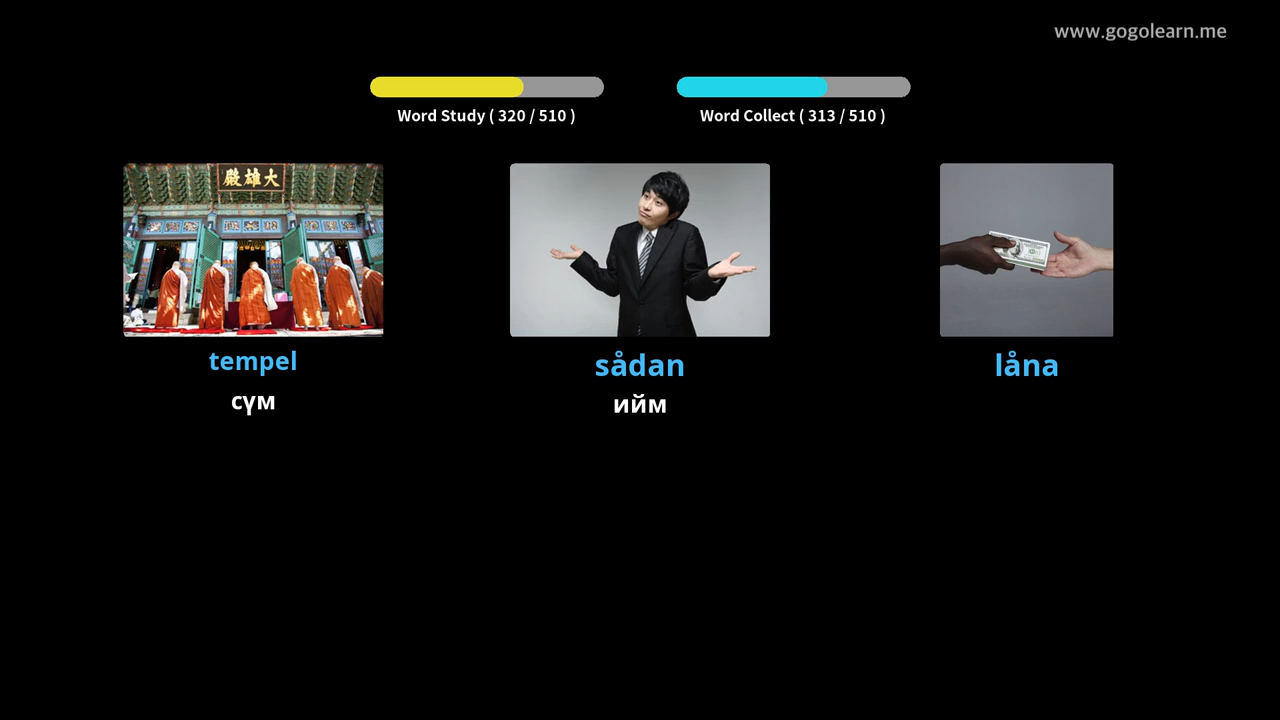 www.gogolearn.me
Word Study ( 320 / 510 )
Word Collect ( 313 / 510 )
殿雄大
tempel
sådan
låna
сүм
ийм